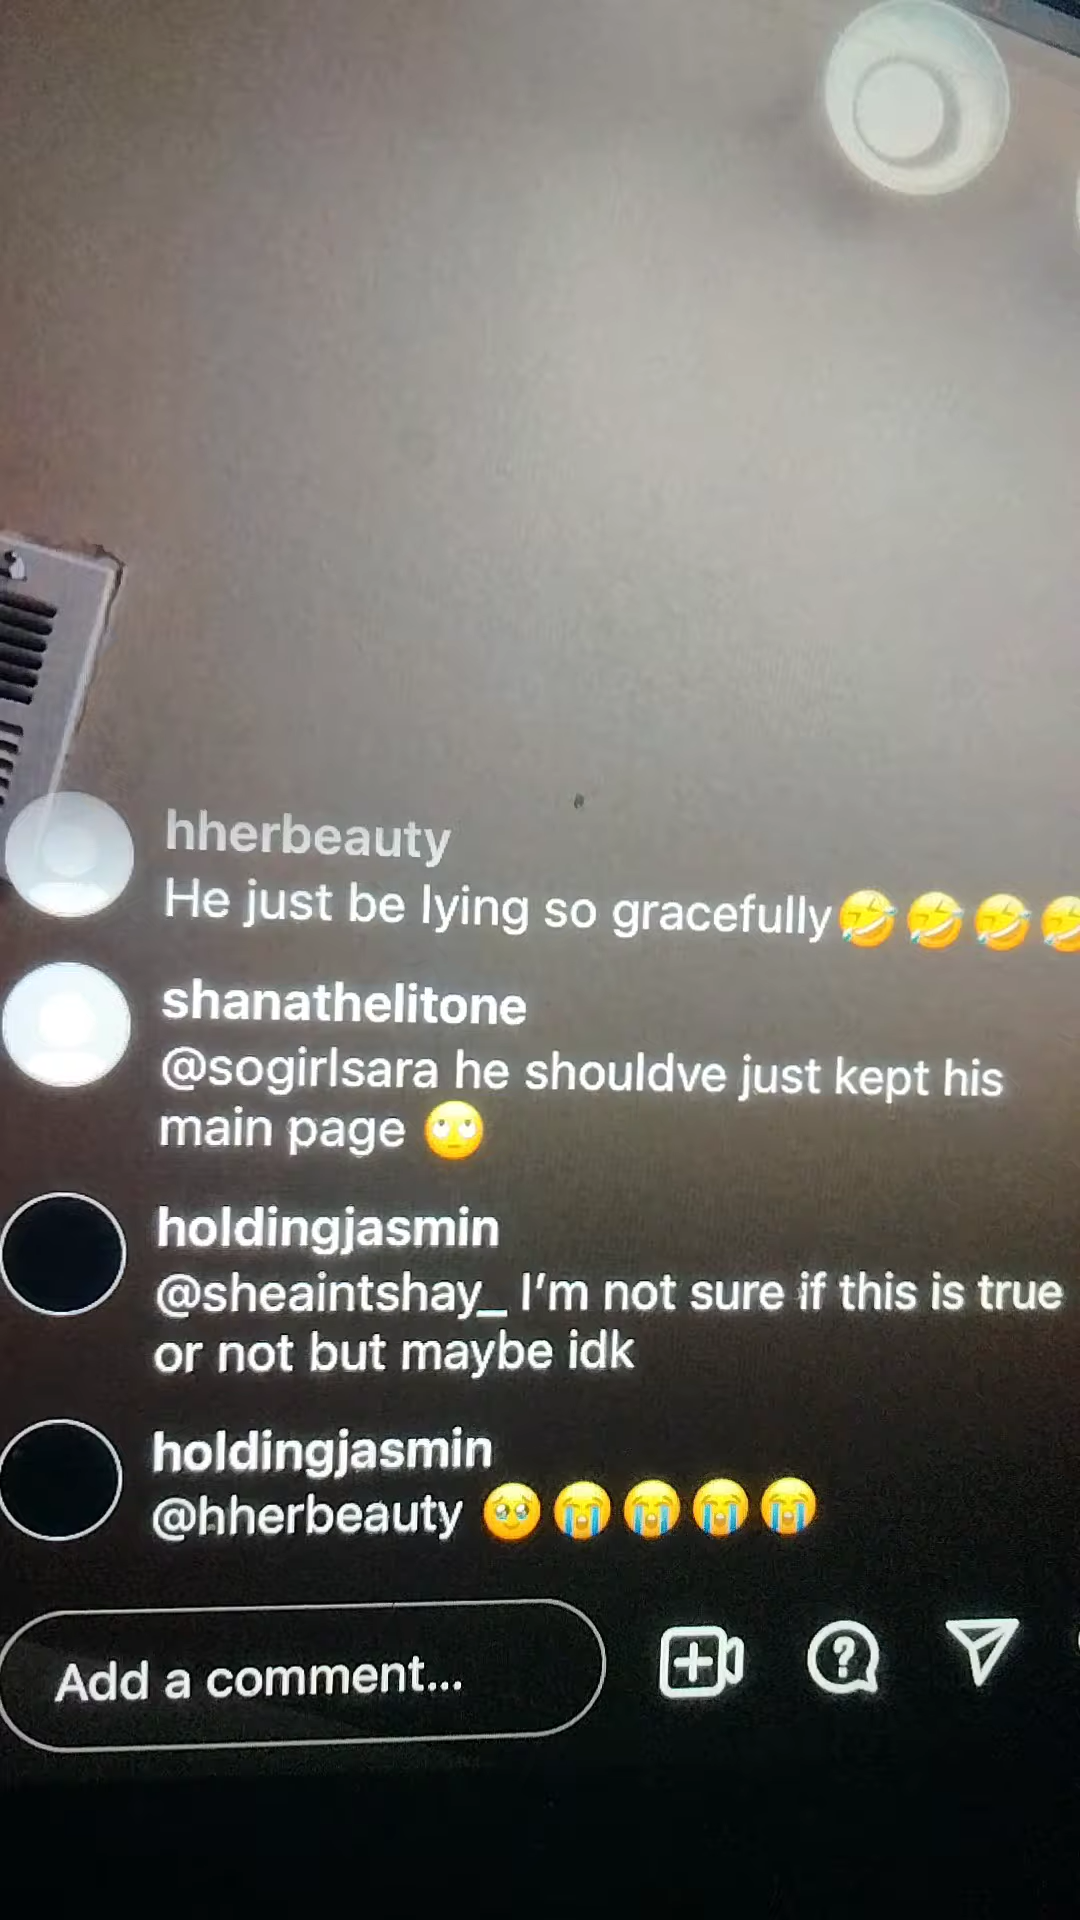 hherbeauty
He just be lying so gracefully🤣🤣🤣🤣
shanathelitone
@sogirlsara he shouldve just kept his
main page 🙄
holdingjasmin
@sheaintshay_ I'm not sure if this is true
or not but maybe idk
holdingjasmin
@hherbeauty 🥹😭😭😭😭
Add a comment...